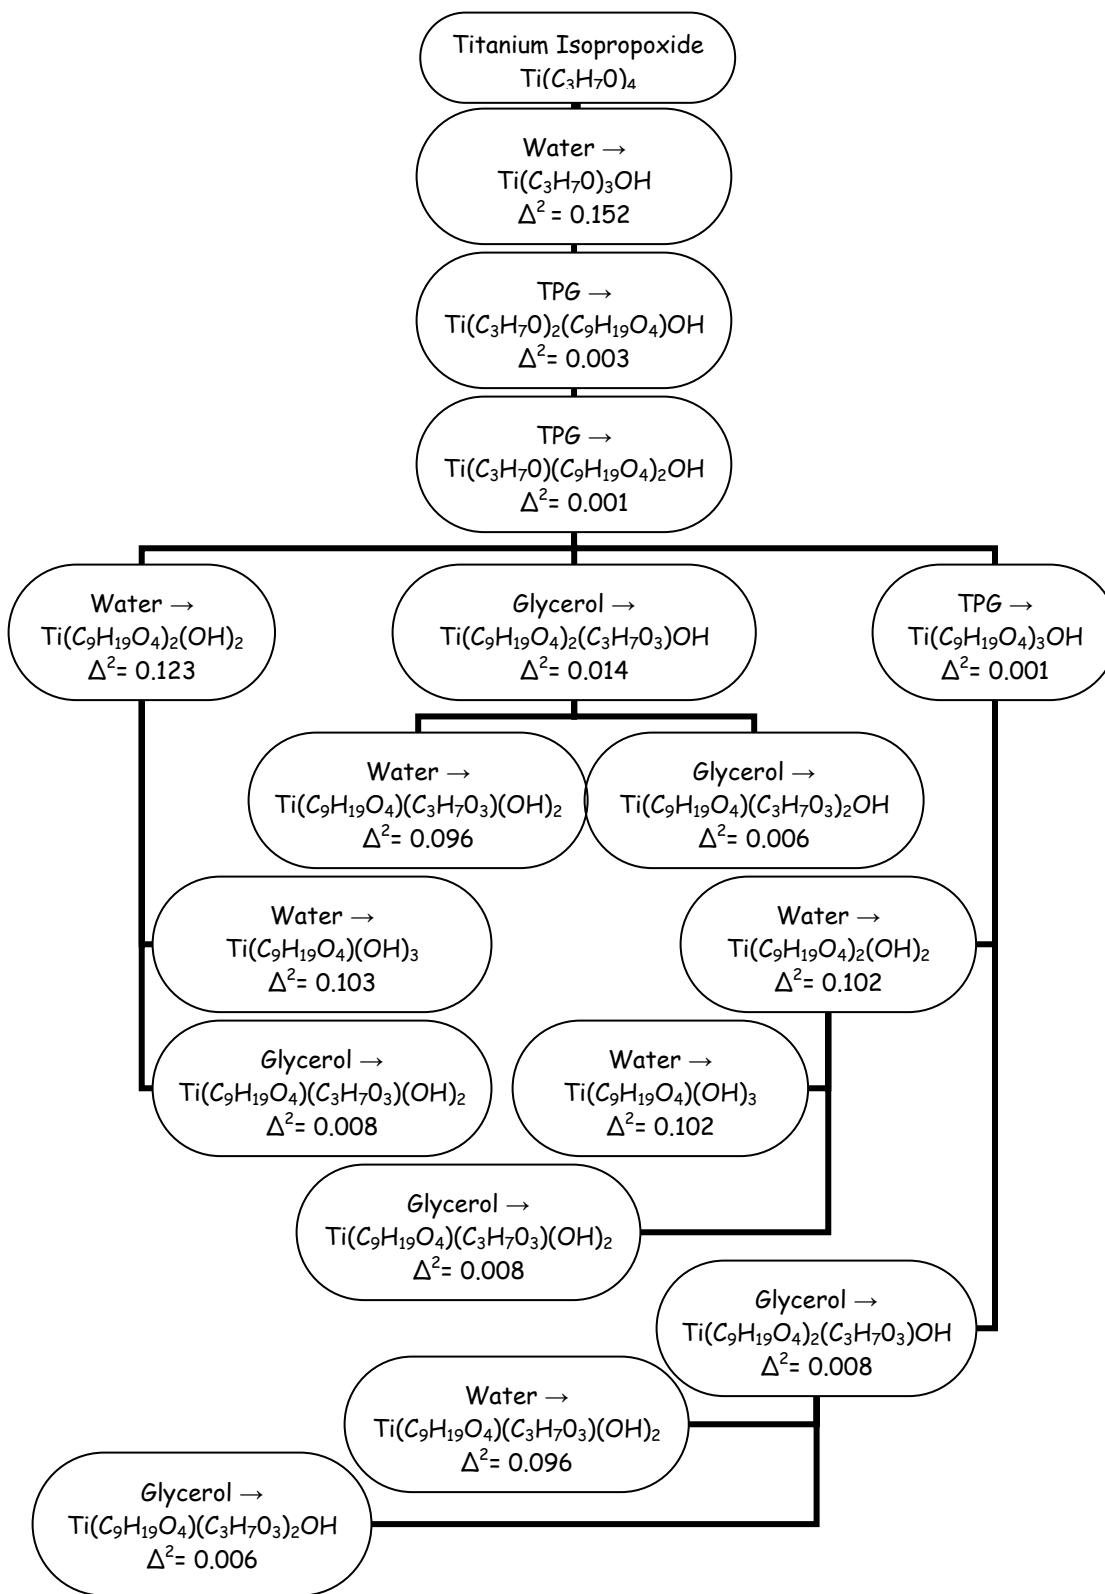 Titanium Isopropoxide
Ti(C₃H₇0)₄
Water →
Ti(C₃H₇0)₃OH
Δ² = 0.152
TPG →
Ti(C₃H₇0)₂(C₉H₁₉O₄)OH
Δ²= 0.003
TPG →
Ti(C₃H₇0)(C₉H₁₉O₄)₂OH
Δ²= 0.001
Water →
Ti(C₉H₁₉O₄)₂(OH)₂
Δ²= 0.123
Glycerol →
Ti(C₉H₁₉O₄)₂(C₃H₇0₃)OH
Δ²= 0.014
TPG →
Ti(C₉H₁₉O₄)₃OH
Δ²= 0.001
Water →
Ti(C₉H₁₉O₄)(C₃H₇0₃)(OH)₂
Δ²= 0.096
Glycerol →
Ti(C₉H₁₉O₄)(C₃H₇0₃)₂OH
Δ²= 0.006
Water →
Ti(C₉H₁₉O₄)(OH)₃
Δ²= 0.103
Water →
Ti(C₉H₁₉O₄)₂(OH)₂
Δ²= 0.102
Glycerol →
Ti(C₉H₁₉O₄)(C₃H₇0₃)(OH)₂
Δ²= 0.008
Water →
Ti(C₉H₁₉O₄)(OH)₃
Δ²= 0.102
Glycerol →
Ti(C₉H₁₉O₄)(C₃H₇0₃)(OH)₂
Δ²= 0.008
Glycerol →
Ti(C₉H₁₉O₄)₂(C₃H₇0₃)OH
Δ²= 0.008
Water →
Ti(C₉H₁₉O₄)(C₃H₇0₃)(OH)₂
Δ²= 0.096
Glycerol →
Ti(C₉H₁₉O₄)(C₃H₇0₃)₂OH
Δ²= 0.006